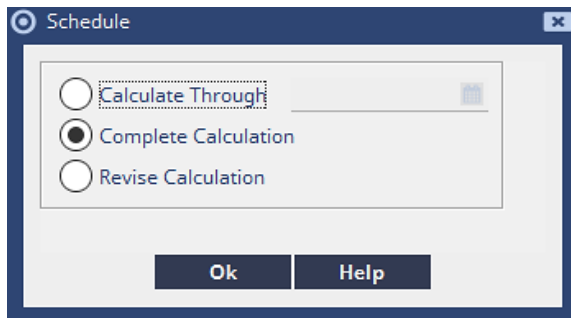 Schedule
Calculate Through
Complete Calculation
Revise Calculation
Ok Help